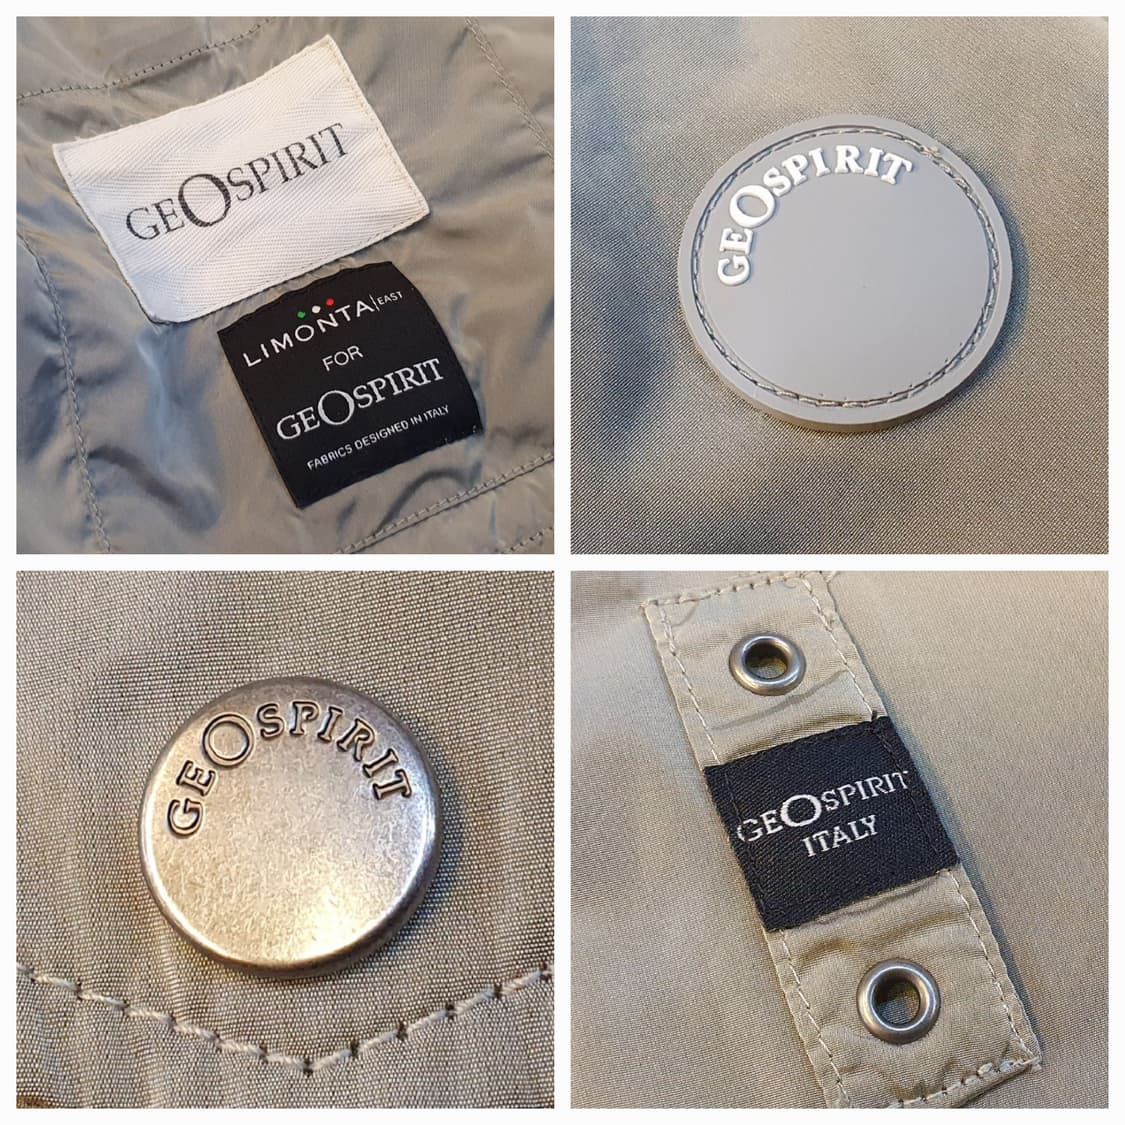 GEOSPIRIT
LIMONTA|EAST
FOR
GEOSPIRIT
FABRICS DESIGNED IN ITALY
GEOSPIRIT
GEOSPIRIT
GEOSPIRIT
ITALY